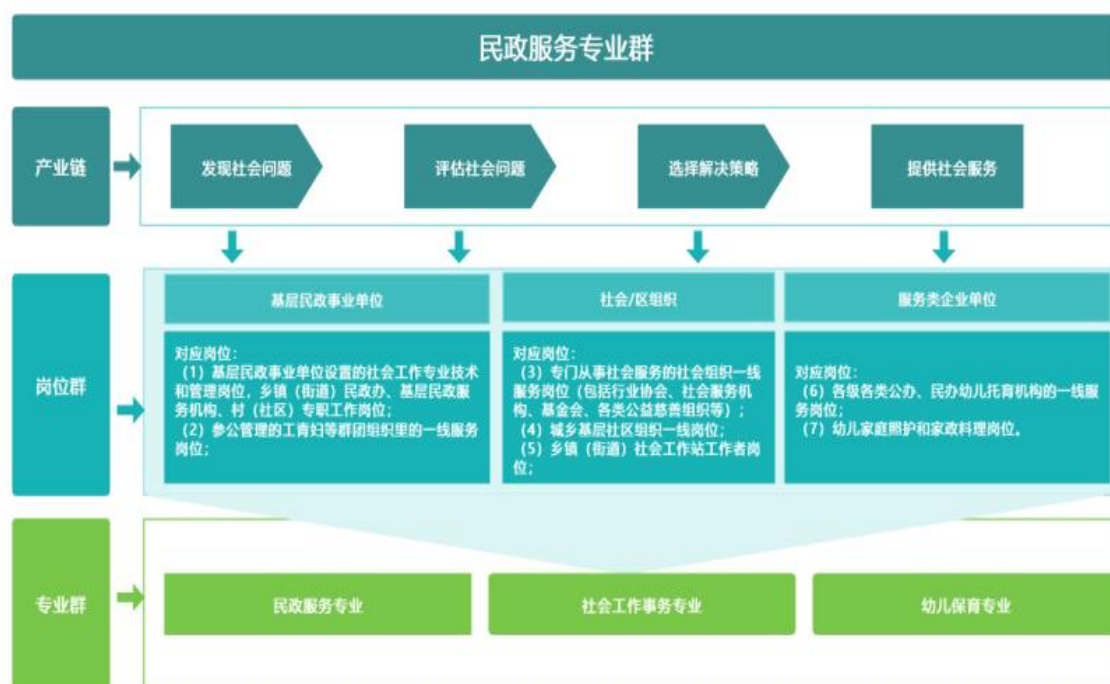 民政服务专业群
产业链
发现社会问题
评估社会问题
选择解决策略
提供社会服务
岗位群
基层民政事业单位
对应岗位：
（1）基层民政事业单位设置的社会工作专业技术
和管理岗位，乡镇（街道）民政办、基层民政服
务机构、村（社区）专职工作岗位；
（2）参公管理的工青妇等群团组织里的一线服务
岗位；
社会/区组织
对应岗位：
（3）专门从事社会服务的社会组织一线
服务岗位（包括行业协会、社会服务机
构、基金会、各类公益慈善组织等）；
（4）城乡基层社区组织一线岗位；
（5）乡镇（街道）社会工作站工作者岗
位；
服务类企业单位
对应岗位：
（6）各级各类公办、民办幼儿托育机构的一线服
务岗位；
（7）幼儿家庭照护和家政料理岗位。
专业群
民政服务专业
社会工作事务专业
幼儿保育专业